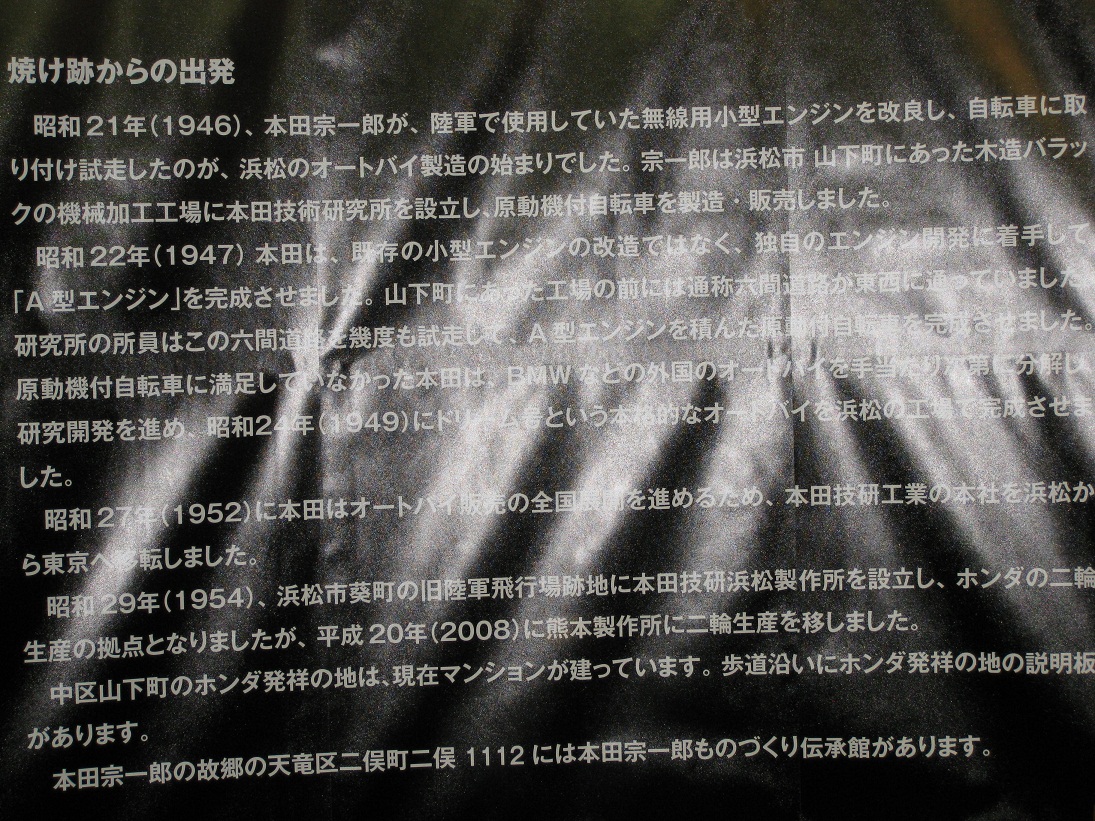 焼け跡からの出発
昭和21年(1946)、本田宗一郎が、陸軍で使用していた無線用小型エンジンを改良し、自転車に取
り付け試走したのが、浜松のオートバイ製造の始まりでした。宗一郎は浜松市 山下町にあった木造バラッ
クの機械加工工場に本田技術研究所を設立し、原動機付自転車を製造・販売しました。
昭和22年(1947) 本田は、既存の小型エンジンの改造ではなく、独自のエンジン開発に着手して
「A型エンジン」を完成させました。山下町にあった工場の前には通称六間道路が東西に通っていました。
研究所の所員はこの六間道路を幾度も試走して、A型エンジンを積んだ原動機付自転車を完成させました。
原動機付自転車に満足していなかった本田は、BMWなどの外国のオートバイを手当たり次第に分解し、
研究開発を進め、昭和24年(1949)にドリーム号という本格的なオートバイを浜松の工場で完成させま
した。
昭和27年(1952)に本田はオートバイ販売の全国展開を進めるため、本田技研工業の本社を浜松か
ら東京へ移転しました。
昭和29年(1954)、浜松市葵町の旧陸軍飛行場跡地に本田技研浜松製作所を設立し、ホンダの二輪
生産の拠点となりましたが、平成20年(2008)に熊本製作所に二輪生産を移しました。
中区山下町のホンダ発祥の地は、現在マンションが建っています。歩道沿いにホンダ発祥の地の説明板
があります。
本田宗一郎の故郷の天竜区二俣町二俣 1112 には本田宗一郎ものづくり伝承館があります。